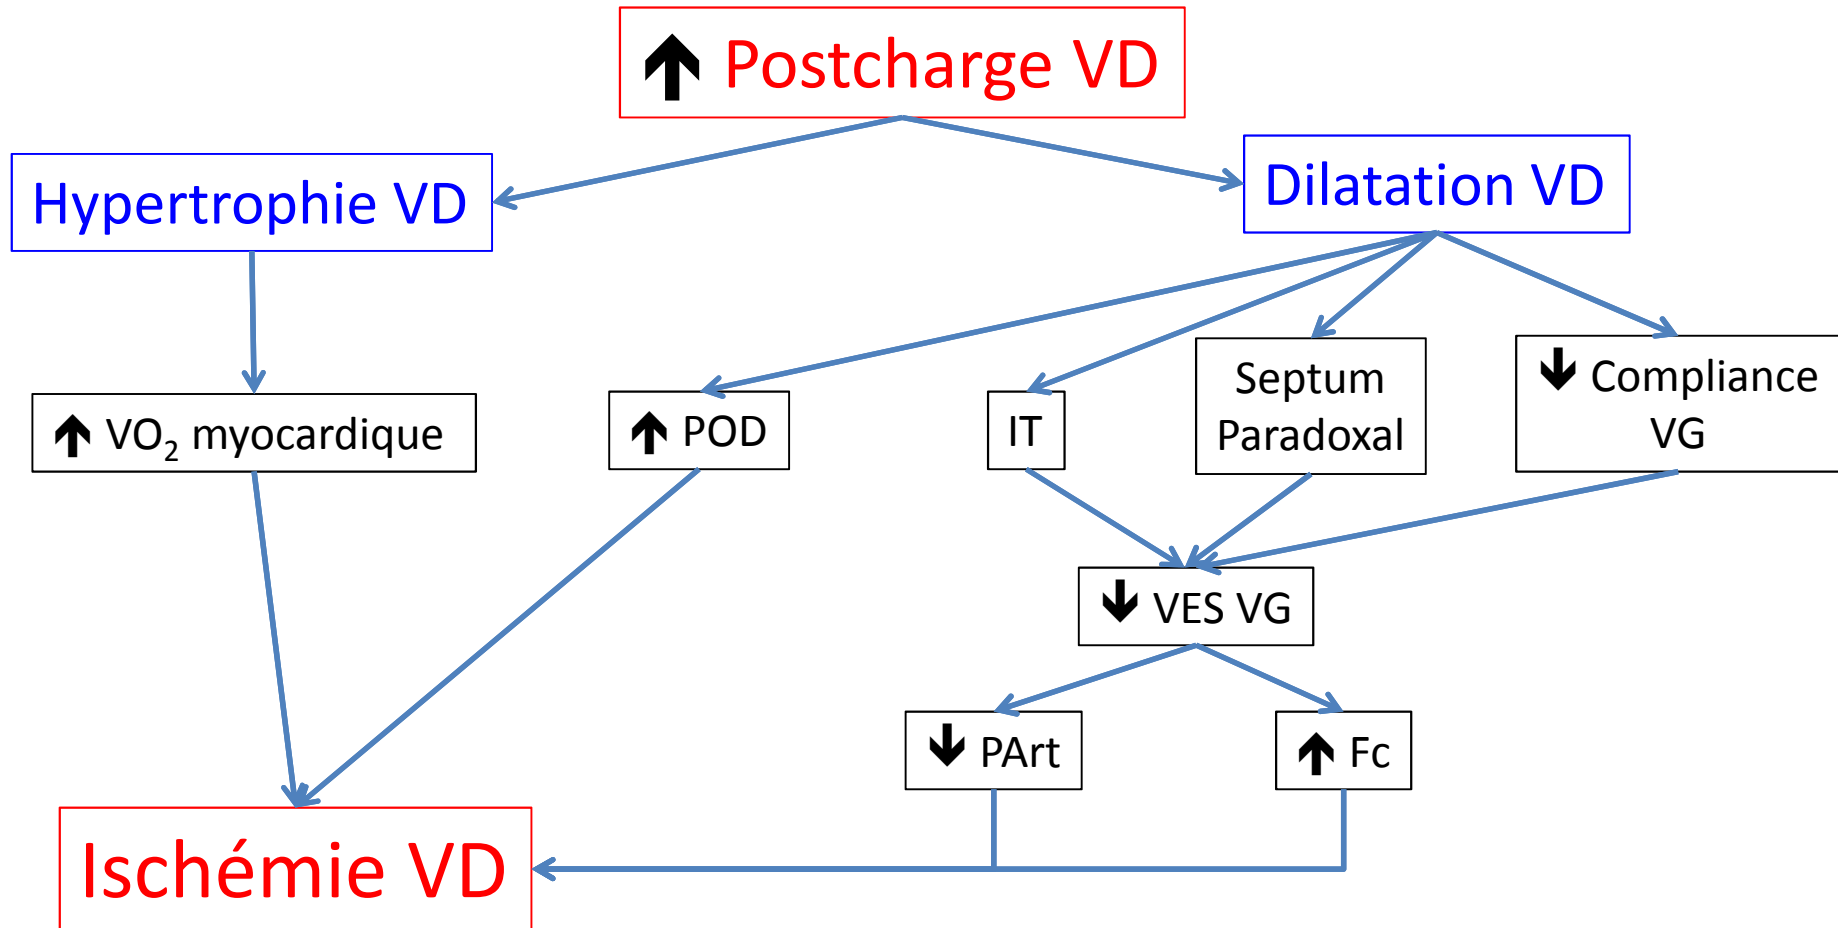 🡹 Postcharge VD
Hypertrophie VD
Dilatation VD
🡹 VO₂ myocardique
🡹 POD
IT
Septum
Paradoxal
🡻 Compliance
VG
🡻 VES VG
🡻 PArt
🡹 Fc
Ischémie VD